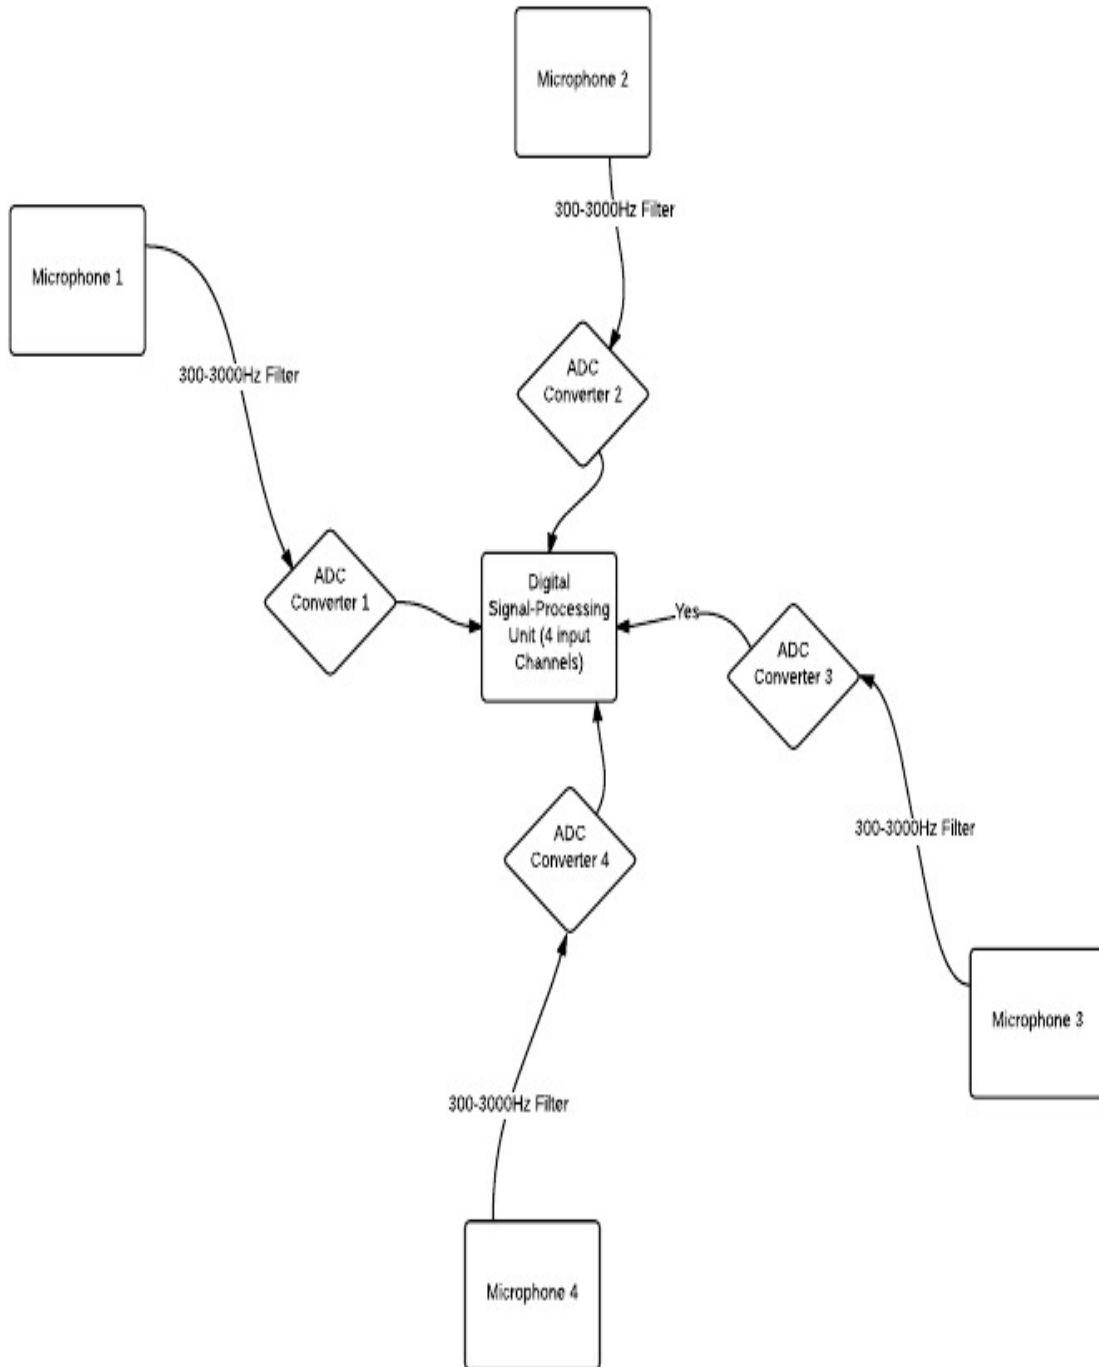 Microphone 2
300-3000Hz Filter
Microphone 1
300-3000Hz Filter
ADC
Converter 2
ADC
Converter 1
Digital
Signal-Processing
Unit (4 input
Channels)
Yes
ADC
Converter 3
ADC
Converter 4
300-3000Hz Filter
Microphone 3
300-3000Hz Filter
Microphone 4